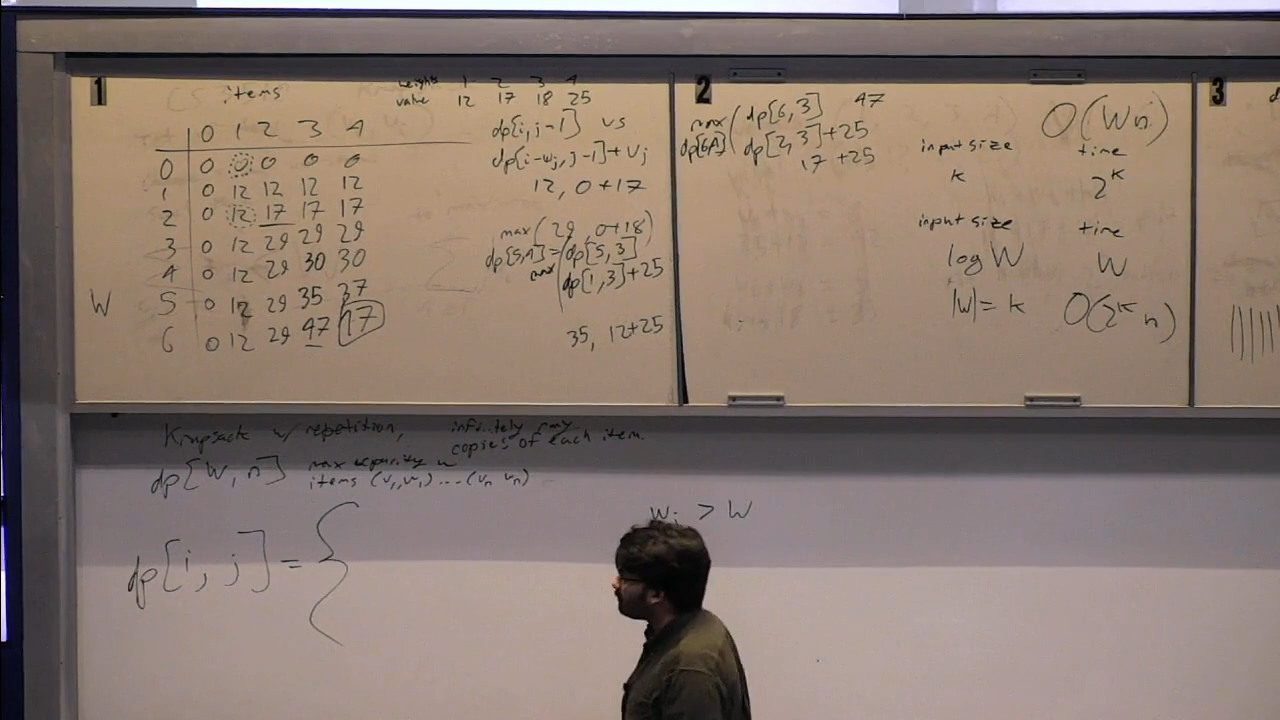 1
items
weights 1 2 3 4
value 12 17 18 25
0 1 2 3 4
0 0 0 0 0 0
1 0 12 12 12 12
2 0 12 17 17 17
3 0 12 29 29 29
4 0 12 29 30 30
W 5 0 12 29 35 37
6 0 12 29 47 47
dp[i, j-1] vs
dp[i-wj, j-1] + vj
12, 0+17
max(29, 0+18)
dp[5,4] = max(dp[5,3]
dp[1,3]+25
35, 12+25
2
max dp[6,3] 47
dp[6,4] dp[2,3]+25
17 +25
O(Wn)
input size time
k 2^k
input size time
log W W
|W| = k O(2^k n)
3
Knapsack w/ repetition, infinitely many
copies of each item.
dp[W, n] max capacity w
items (v1, w1) ... (vn wn)
wj > W
dp[i, j] = {